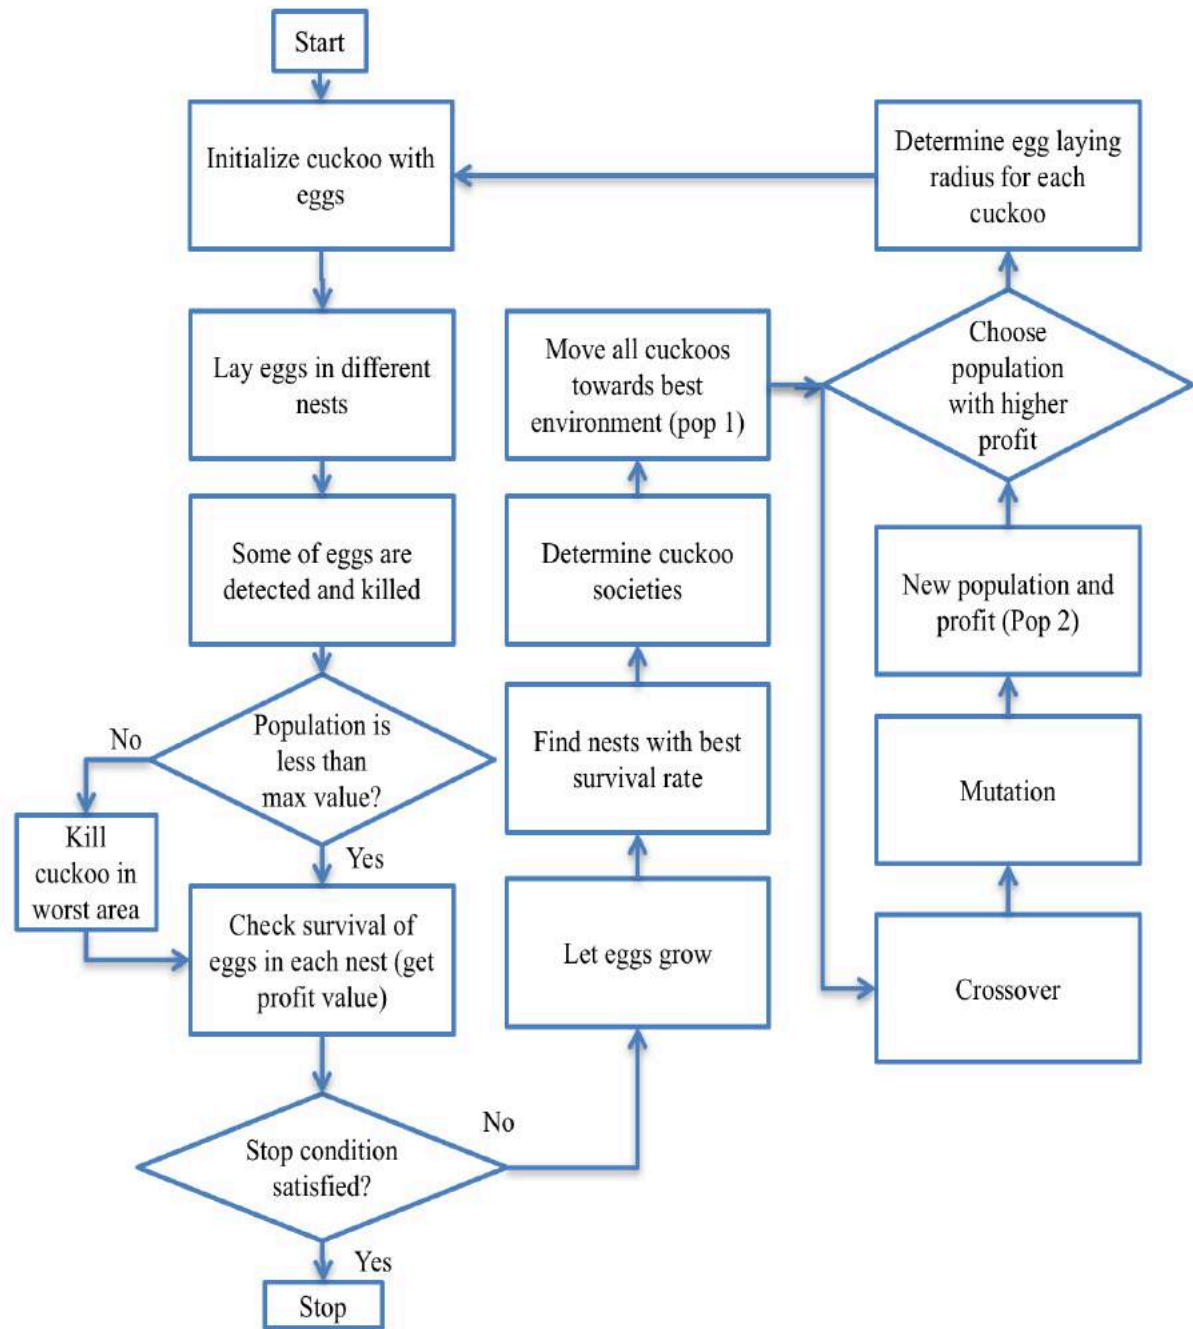 Start
Initialize cuckoo with
eggs
Lay eggs in different
nests
Some of eggs are
detected and killed
Population is
less than
max value?
No
Kill
cuckoo in
worst area
Yes
Check survival of
eggs in each nest (get
profit value)
Stop condition
satisfied?
Yes
Stop
No
Let eggs grow
Find nests with best
survival rate
Determine cuckoo
societies
Move all cuckoos
towards best
environment (pop 1)
Crossover
Mutation
New population and
profit (Pop 2)
Choose
population
with higher
profit
Determine egg laying
radius for each
cuckoo